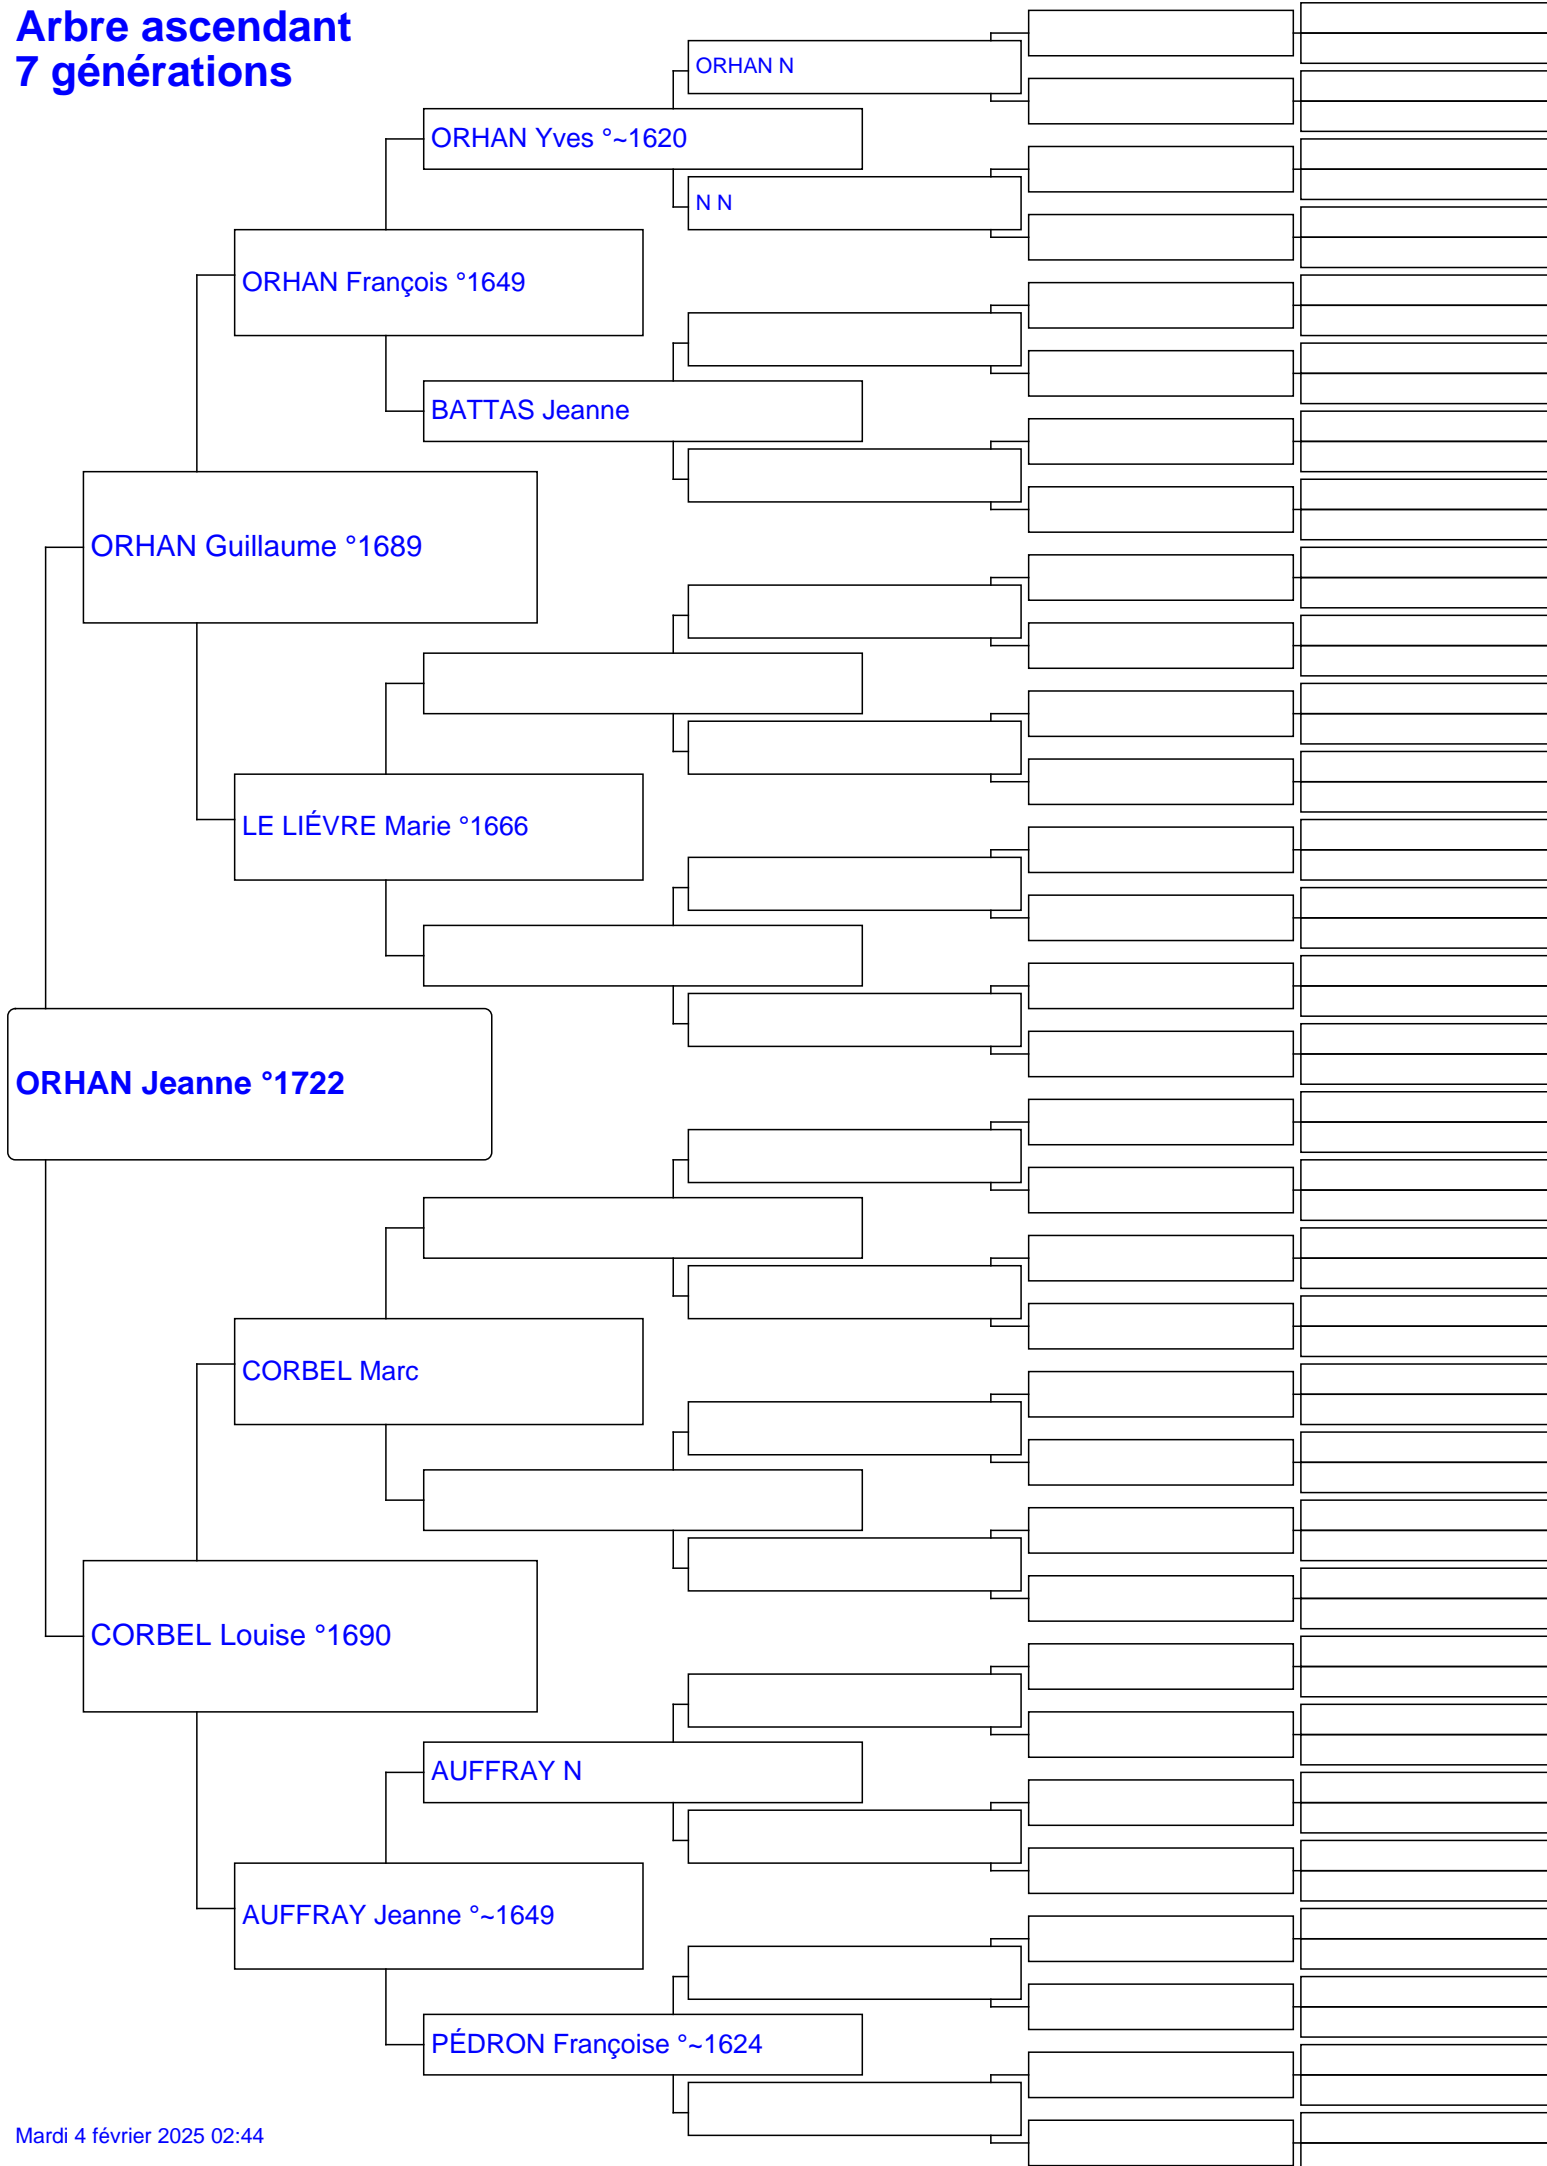 Arbre ascendant
7 générations
ORHAN N
ORHAN Yves °~1620
N N
ORHAN François °1649
BATTAS Jeanne
ORHAN Guillaume °1689
LE LIÉVRE Marie °1666
ORHAN Jeanne °1722
CORBEL Marc
CORBEL Louise °1690
AUFFRAY N
AUFFRAY Jeanne °~1649
PÉDRON Françoise °~1624
Mardi 4 février 2025 02:44